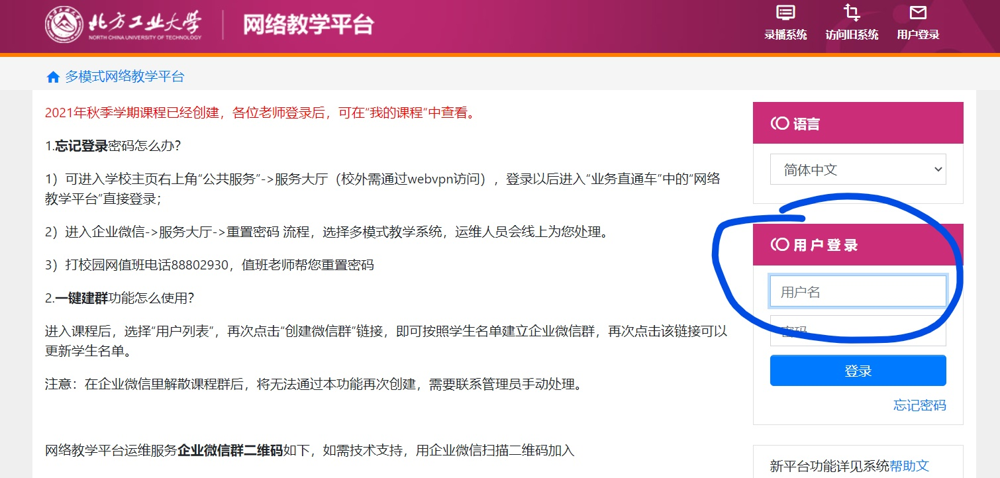 北方工业大学
NORTH CHINA UNIVERSITY OF TECHNOLOGY
网络教学平台
录播系统
访问旧系统
用户登录
多模式网络教学平台
2021年秋季学期课程已经创建，各位老师登录后，可在“我的课程”中查看。
1.忘记登录密码怎么办？
1）可进入学校主页右上角“公共服务”->服务大厅（校外需通过webvpn访问），登录以后进入“业务直通车”中的“网络
教学平台”直接登录；
2）进入企业微信->服务大厅->重置密码 流程，选择多模式教学系统，运维人员会线上为您处理。
3）打校园网值班电话88802930，值班老师帮您重置密码
2.一键建群功能怎么使用？
进入课程后，选择“用户列表”，再次点击“创建微信群”链接，即可按照学生名单建立企业微信群，再次点击该链接可以
更新学生名单。
注意：在企业微信里解散课程群后，将无法通过本功能再次创建，需要联系管理员手动处理。
网络教学平台运维服务企业微信群二维码如下，如需技术支持，用企业微信扫描二维码加入
语言
简体中文
用户登录
用户名
密码
登录
忘记密码
新平台功能详见系统帮助文